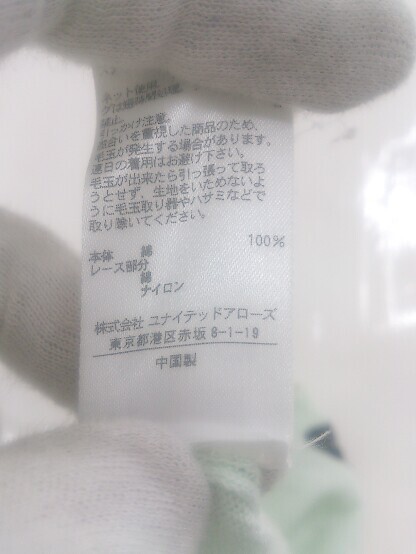 ネット使用
引っかけ注意。
風合いを重視した商品のため、
毛玉が発生する場合があります。
連日の着用はお避け下さい。
毛玉が出来たら引っ張って取ろ
うとせず、生地をいためないよ
うに毛玉取り器やハサミなどで
取り除いてください。
100%
本体 綿
レース部分
綿
ナイロン
株式会社 ユナイテッドアローズ
東京都港区赤坂 8-1-19
中国製